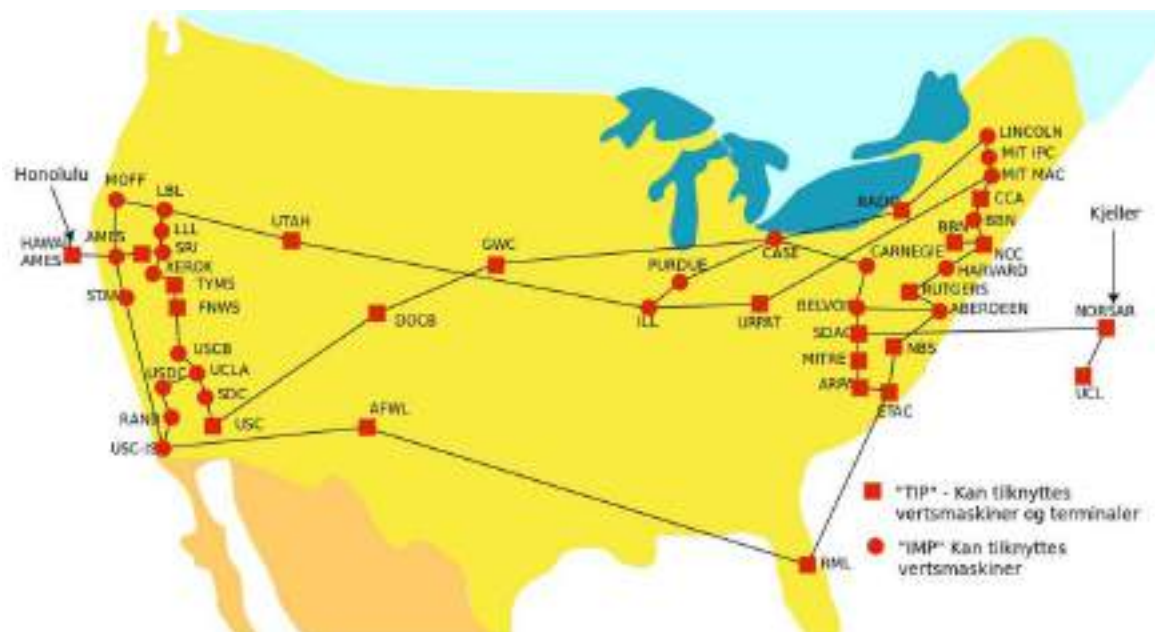 LINCOLN
MIT IPC
Honolulu
MOFF
LBL
MIT MAC
CCA
RADC
Kjeller
UTAH
LLL
BBN
BBN
HAWAII
AMES
AMES
SRI
GWC
CASE
CARNEGIE
NCC
XEROX
PURDUE
HARVARD
TYMS
RUTGERS
STAN
FNWS
DOCB
ILL
URPAT
BELVOIR
ABERDEEN
NORSAR
SDAC
USCB
NBS
USDC
UCLA
MITRE
SDC
ARPA
UCL
RAND
USC
AFWL
ETAC
USC-IS
"TIP" - Kan tilknyttes
vertsmaskiner og terminaler
"IMP" Kan tilknyttes
vertsmaskiner
RML